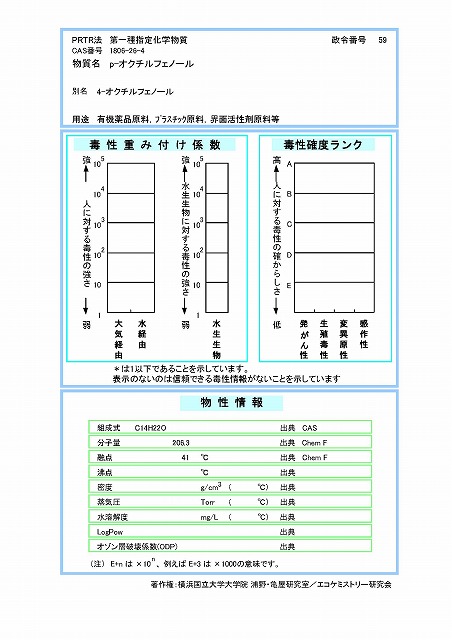 PRTR法 第一種指定化学物質 政令番号 59
CAS番号 1806-26-4
物質名 p-オクチルフェノール
別名 4-オクチルフェノール
用途 有機薬品原料，プラスチック原料，界面活性剤原料等
毒性重み付け係数
強 人に対する毒性の強さ 弱
10^5
10^4
10^3
10^2
10
1
大気経由 水経由
強 水生生物に対する毒性の強さ 弱
10^5
10^4
10^3
10^2
10
1
水生生物
毒性確度ランク
高 人に対する毒性の確からしさ 低
A
B
C
D
E
発がん性 生殖毒性 変異原性 感作性
＊は1以下であることを示しています。
表示のないのは信頼できる毒性情報がないことを示しています
物性情報
組成式 C14H22O 出典 CAS
分子量 206.3 出典 Chem F
融点 41 ℃ 出典 Chem F
沸点 ℃ 出典
密度 g/cm3 ( ℃) 出典
蒸気圧 Torr ( ℃) 出典
水溶解度 mg/L ( ℃) 出典
LogPow 出典
オゾン層破壊係数(ODP) 出典
（注） E+n は ×10^n、例えば E+3 は ×1000の意味です。
著作権：横浜国立大学大学院 浦野・亀屋研究室／エコケミストリー研究会